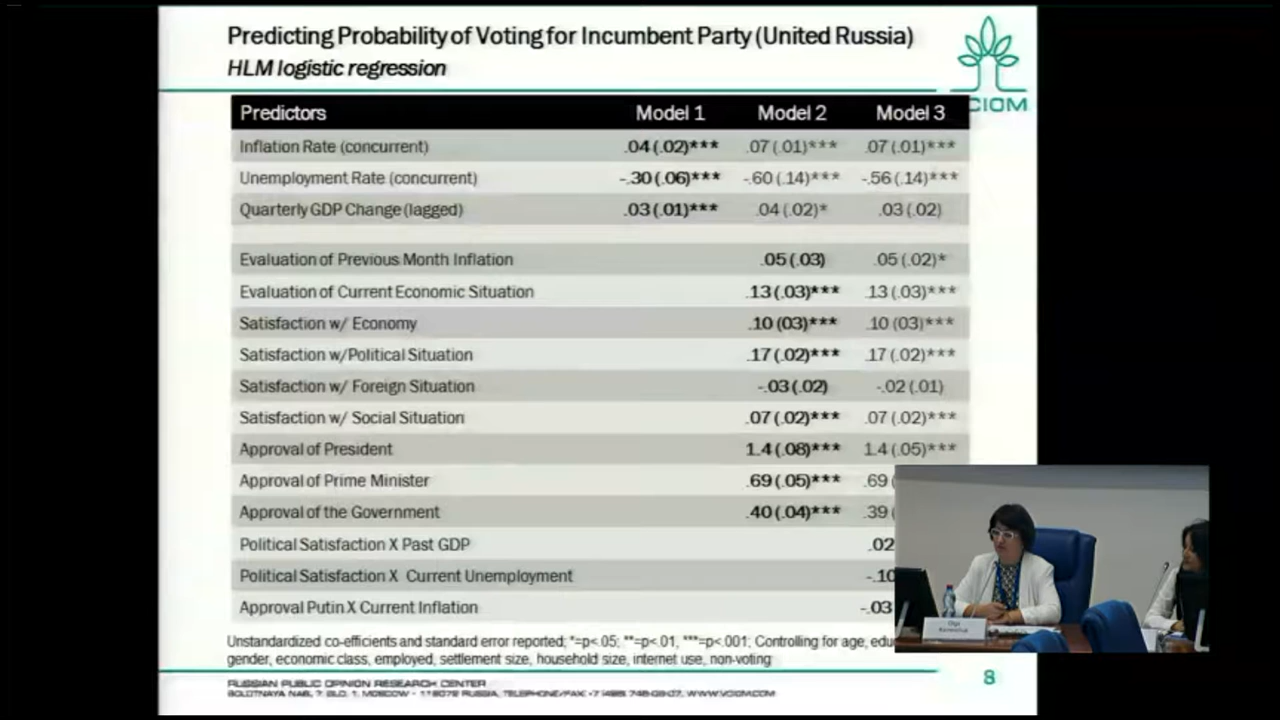 Predicting Probability of Voting for Incumbent Party (United Russia)
HLM logistic regression
CIOM
Predictors Model 1 Model 2 Model 3
Inflation Rate (concurrent) .04 (.02)*** .07 (.01)*** .07 (.01)***
Unemployment Rate (concurrent) -.30 (.06)*** -.60 (.14)*** -.56 (.14)***
Quarterly GDP Change (lagged) .03 (.01)*** .04 (.02)* .03 (.02)
Evaluation of Previous Month Inflation .05 (.03) .05 (.02)*
Evaluation of Current Economic Situation .13 (.03)*** .13 (.03)***
Satisfaction w/ Economy .10 (03)*** .10 (03)***
Satisfaction w/Political Situation .17 (.02)*** .17 (.02)***
Satisfaction w/ Foreign Situation -.03 (.02) -.02 (.01)
Satisfaction w/ Social Situation .07 (.02)*** .07 (.02)***
Approval of President 1.4 (.08)*** 1.4 (.05)***
Approval of Prime Minister .69 (.05)*** .69
Approval of the Government .40 (.04)*** .39
Political Satisfaction X Past GDP .02
Political Satisfaction X Current Unemployment -.10
Approval Putin X Current Inflation -.03
Unstandardized co-efficients and standard error reported; *=p<.05; **=p<.01, ***=p<.001; Controlling for age, edu
gender, economic class, employed, settlement size, household size, internet use, non-voting
RUSSIAN PUBLIC OPINION RESEARCH CENTER
8
Olga